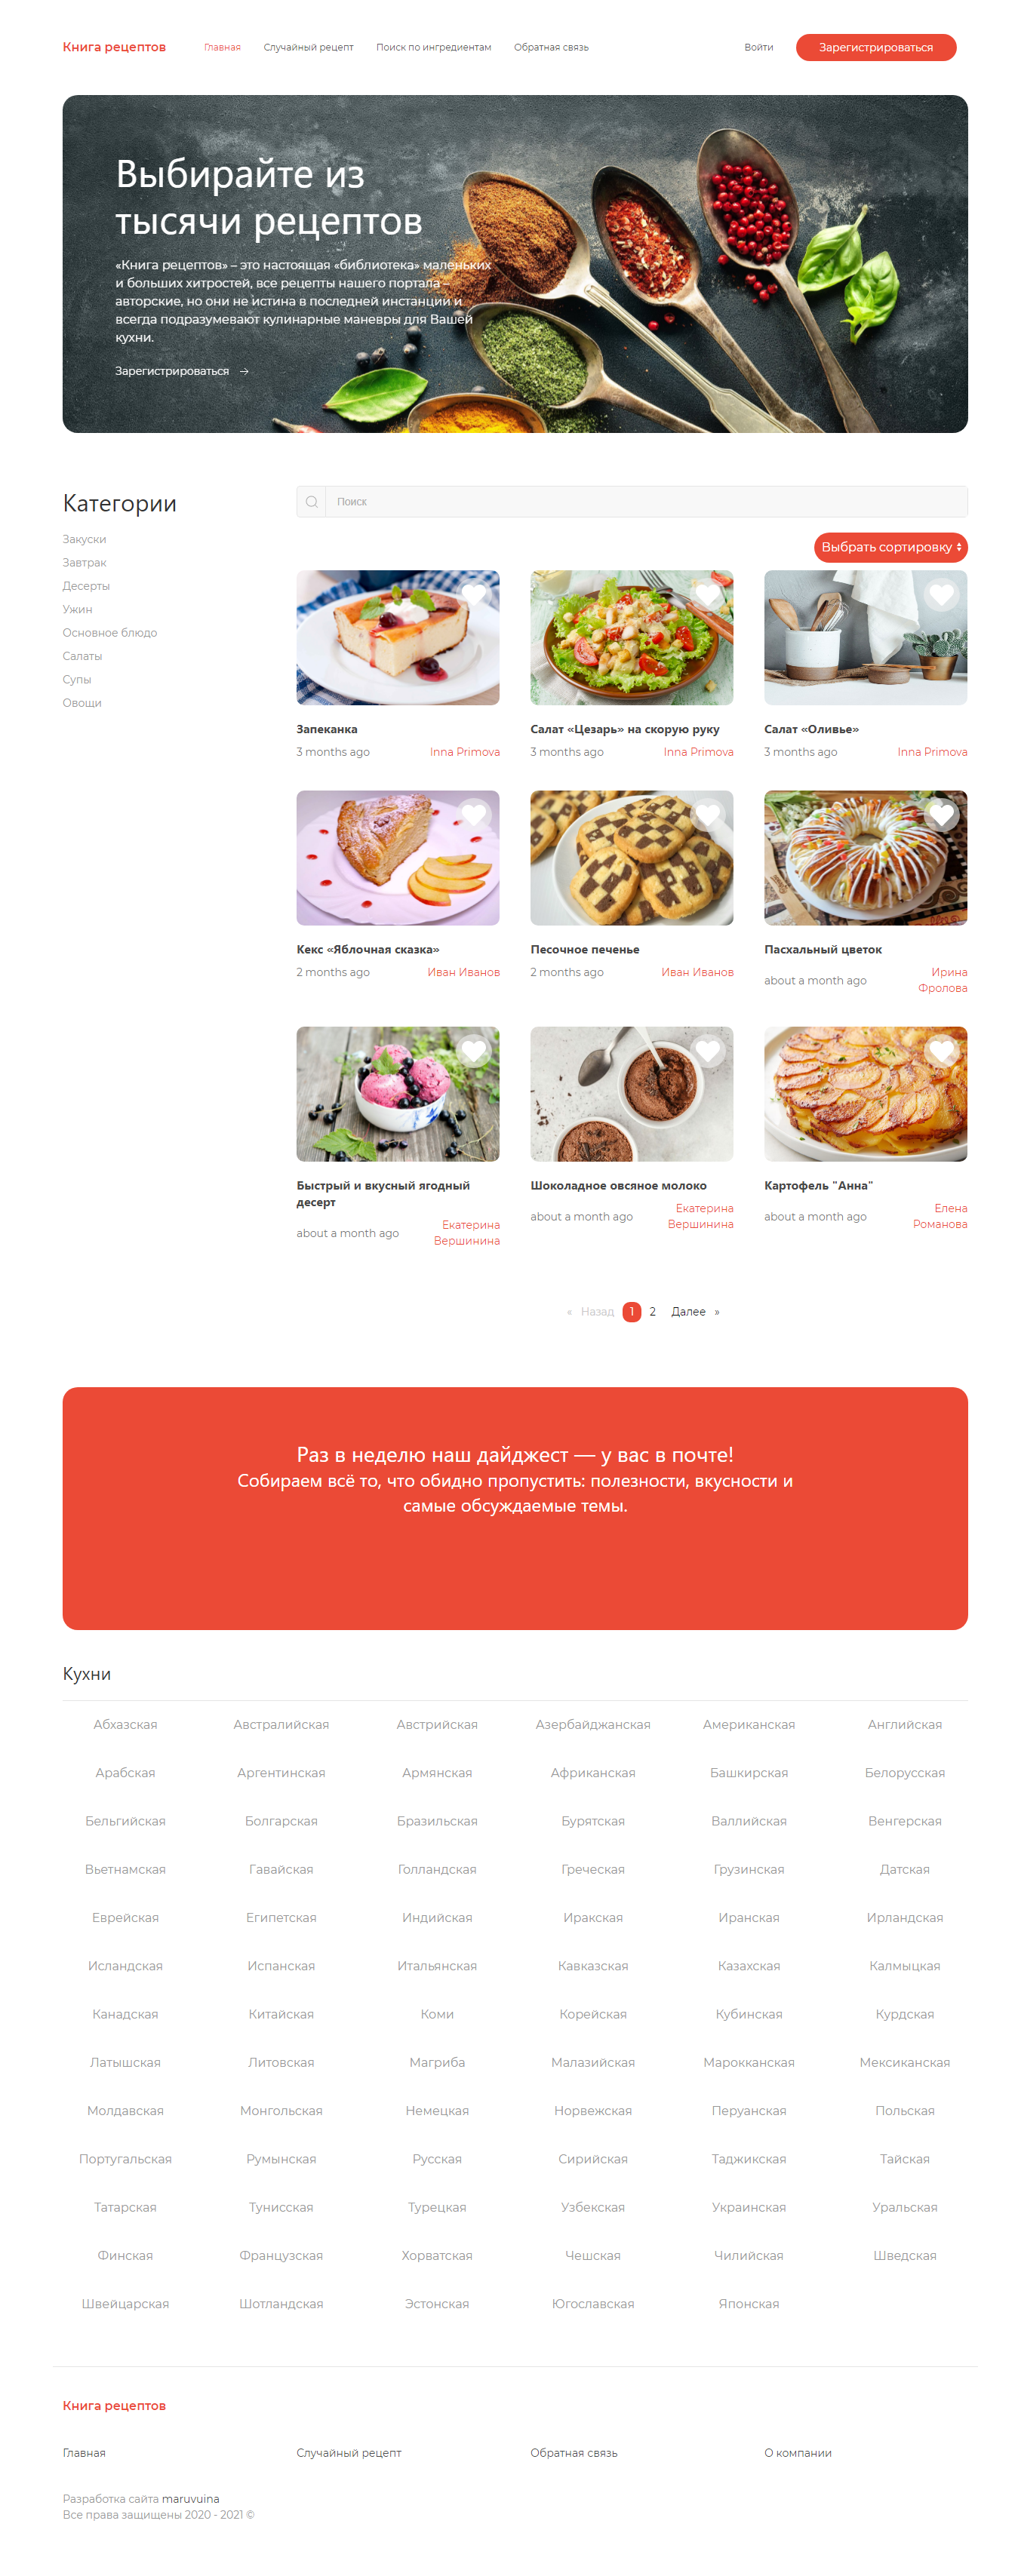 Книга рецептов
Главная
Случайный рецепт
Поиск по ингредиентам
Обратная связь
Войти
Зарегистрироваться
Выбирайте из
тысячи рецептов
«Книга рецептов» – это настоящая «библиотека» маленьких
и больших хитростей, все рецепты нашего портала –
авторские, но они не истина в последней инстанции и
всегда подразумевают кулинарные маневры для Вашей
кухни.
Зарегистрироваться →
Категории
Закуски
Завтрак
Десерты
Ужин
Основное блюдо
Салаты
Супы
Овощи
Поиск
Выбрать сортировку
Запеканка
3 months ago
Inna Primova
Салат «Цезарь» на скорую руку
3 months ago
Inna Primova
Салат «Оливье»
3 months ago
Inna Primova
Кекс «Яблочная сказка»
2 months ago
Иван Иванов
Песочное печенье
2 months ago
Иван Иванов
Пасхальный цветок
about a month ago
Ирина
Фролова
Быстрый и вкусный ягодный
десерт
about a month ago
Екатерина
Вершинина
Шоколадное овсяное молоко
about a month ago
Екатерина
Вершинина
Картофель "Анна"
about a month ago
Елена
Романова
« Назад 1 2 Далее »
Раз в неделю наш дайджест — у вас в почте!
Собираем всё то, что обидно пропустить: полезности, вкусности и
самые обсуждаемые темы.
Кухни
Абхазская Австралийская Австрийская Азербайджанская Американская Английская
Арабская Аргентинская Армянская Африканская Башкирская Белорусская
Бельгийская Болгарская Бразильская Бурятская Валлийская Венгерская
Вьетнамская Гавайская Голландская Греческая Грузинская Датская
Еврейская Египетская Индийская Иракская Иранская Ирландская
Исландская Испанская Итальянская Кавказская Казахская Калмыцкая
Канадская Китайская Коми Корейская Кубинская Курдская
Латышская Литовская Магриба Малазийская Марокканская Мексиканская
Молдавская Монгольская Немецкая Норвежская Перуанская Польская
Португальская Румынская Русская Сирийская Таджикская Тайская
Татарская Тунисская Турецкая Узбекская Украинская Уральская
Финская Французская Хорватская Чешская Чилийская Шведская
Швейцарская Шотландская Эстонская Югославская Японская
Книга рецептов
Главная
Случайный рецепт
Обратная связь
О компании
Разработка сайта maruvuina
Все права защищены 2020 - 2021 ©